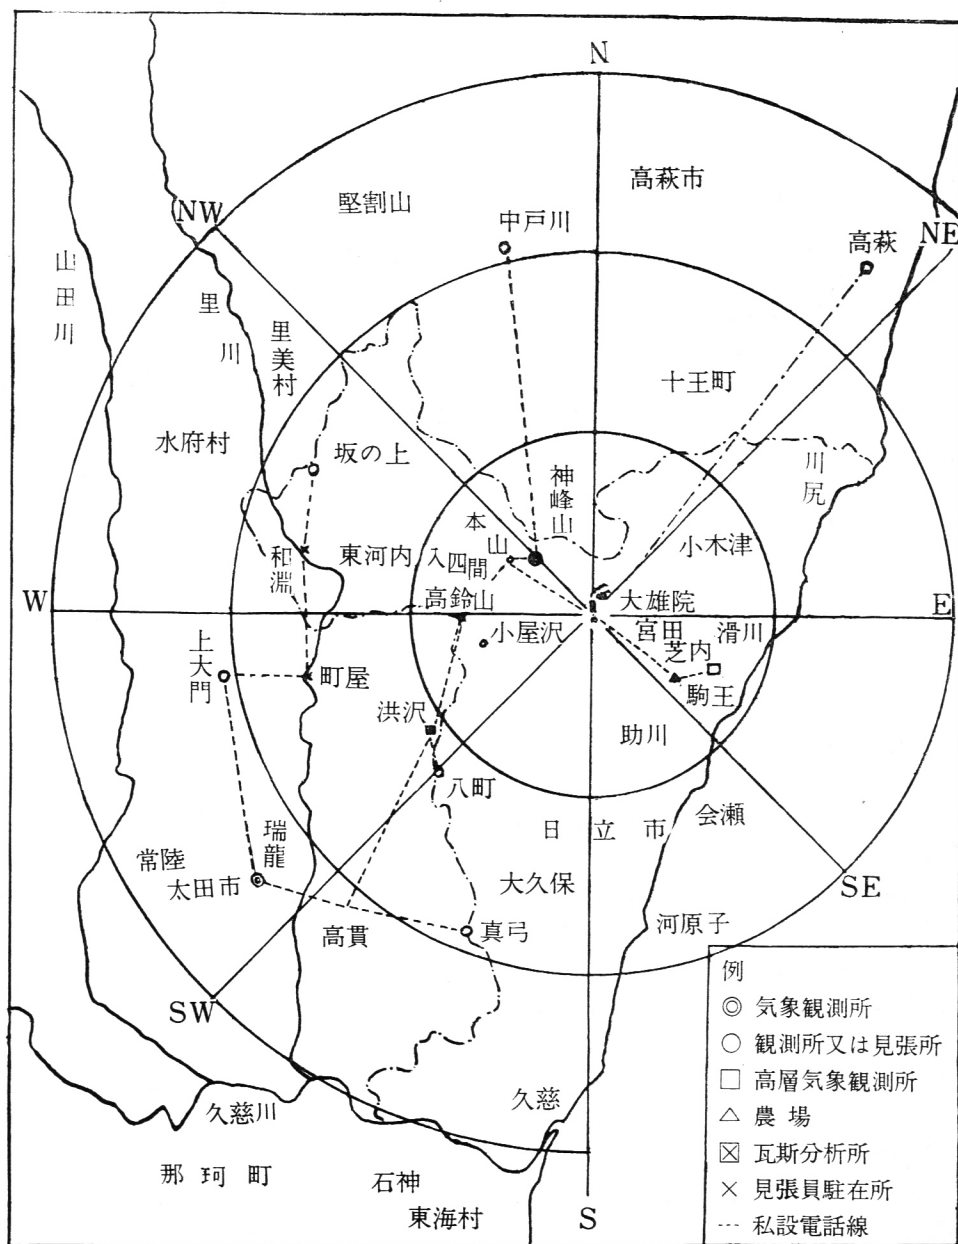 N
高萩市
堅割山
中戸川
NW
NE
高萩
山田川
里川
里美村
十王町
水府村
坂の上
川尻
神峰山
本山
小木津
和淵
東河内
入四間
W
高鈴山
大雄院
E
小屋沢
宮田
滑川
上大門
芝内
町屋
駒王
洪沢
助川
八町
会瀬
日立市
瑞龍
常陸
太田市
大久保
SE
高貫
真弓
河原子
SW
久慈
久慈川
那珂町
石神
東海村
S
例
◎ 気象観測所
○ 観測所又は見張所
□ 高層気象観測所
△ 農場
☒ 瓦斯分析所
× 見張員駐在所
--- 私設電話線